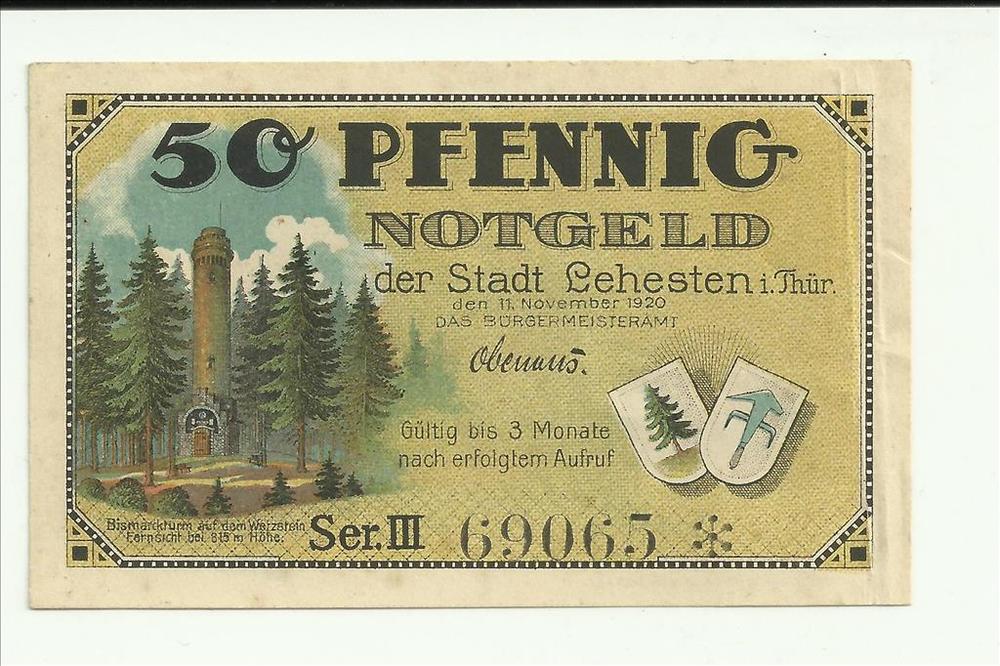 50 PFENNIG
NOTGELD
der Stadt Lehesten i. Thür.
den 11. November 1920
DAS BÜRGERMEISTERAMT
Obenaus.
Gültig bis 3 Monate
nach erfolgtem Aufruf
Bismarckturm auf dem Wetzstein
Fernsicht bei 815 m Höhe.
Ser. III 69065 *